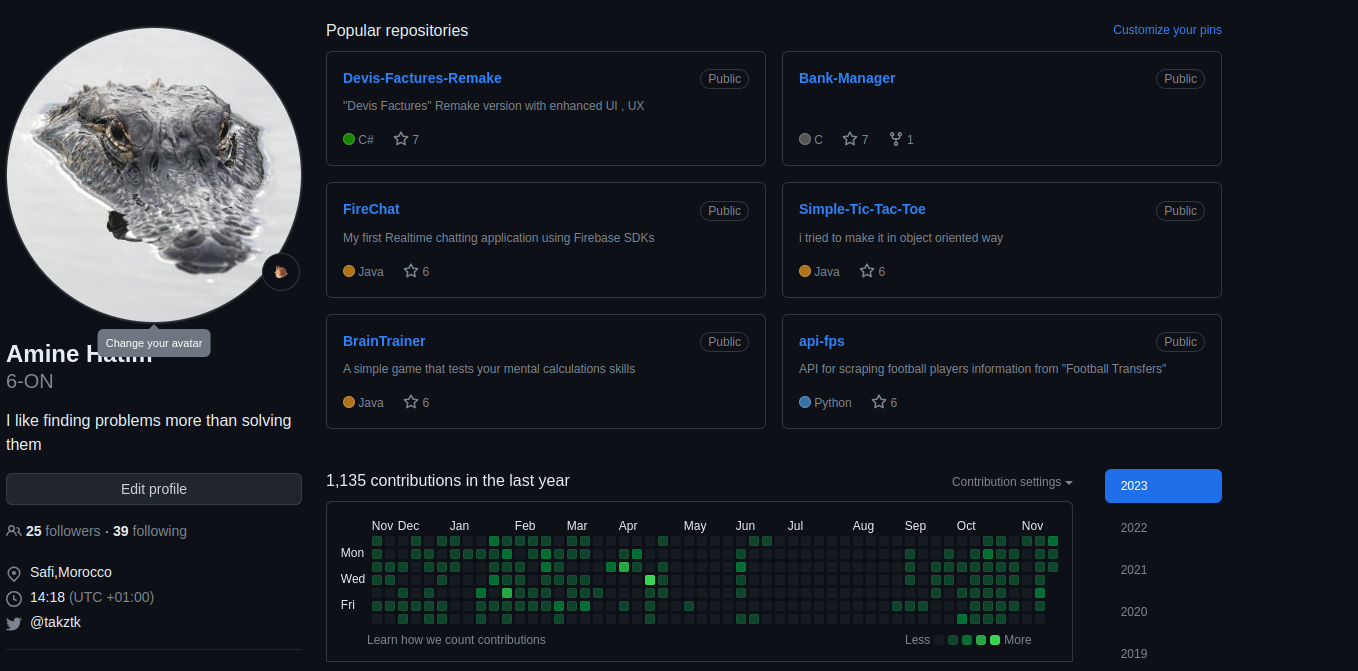 Popular repositories
Customize your pins
Devis-Factures-Remake
Public
"Devis Factures" Remake version with enhanced UI , UX
C#
7
Bank-Manager
Public
C
7
1
FireChat
Public
My first Realtime chatting application using Firebase SDKs
Java
6
Simple-Tic-Tac-Toe
Public
i tried to make it in object oriented way
Java
6
BrainTrainer
Public
A simple game that tests your mental calculations skills
Java
6
api-fps
Public
API for scraping football players information from "Football Transfers"
Python
6
Change your avatar
Amine
6-ON
I like finding problems more than solving
them
Edit profile
25 followers · 39 following
Safi,Morocco
14:18 (UTC +01:00)
@takztk
1,135 contributions in the last year
Contribution settings
Nov Dec Jan Feb Mar Apr May Jun Jul Aug Sep Oct Nov
Mon
Wed
Fri
Learn how we count contributions
Less
More
2023
2022
2021
2020
2019